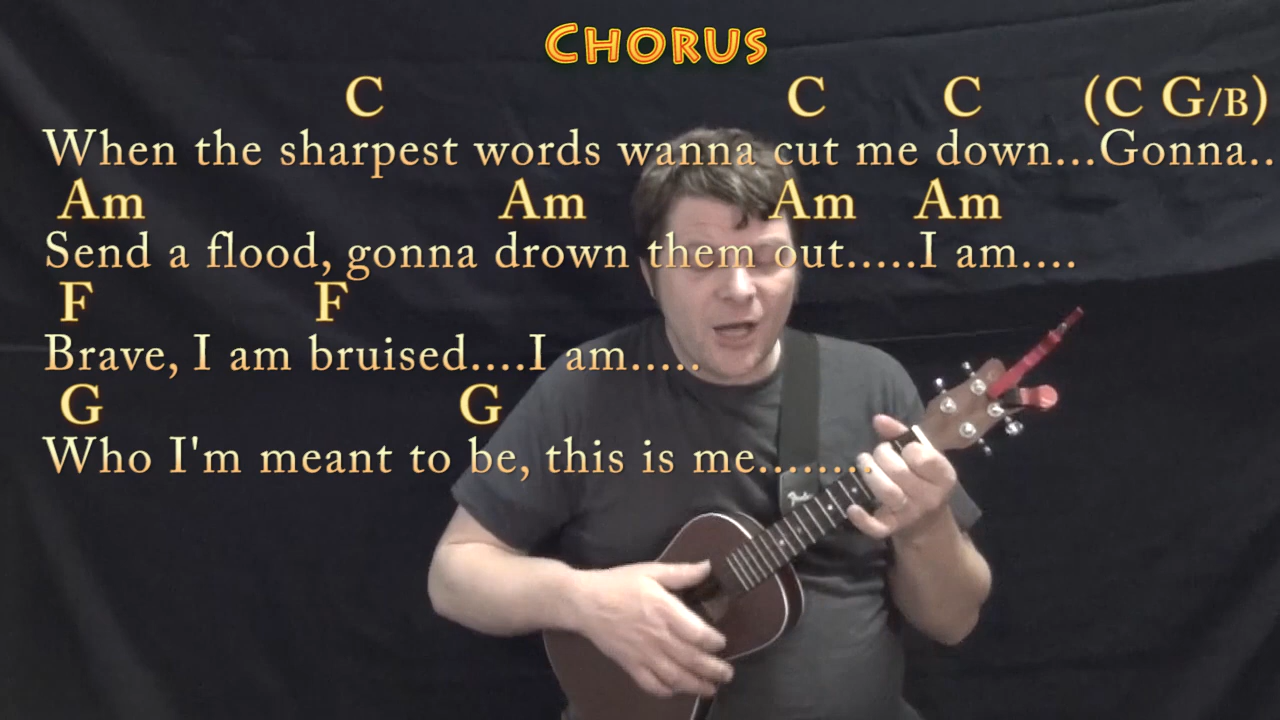 CHORUS
C C C (C G/B)
When the sharpest words wanna cut me down...Gonna..
Am Am Am Am
Send a flood, gonna drown them out.....I am....
F F
Brave, I am bruised....I am.....
G G
Who I'm meant to be, this is me........
Fender